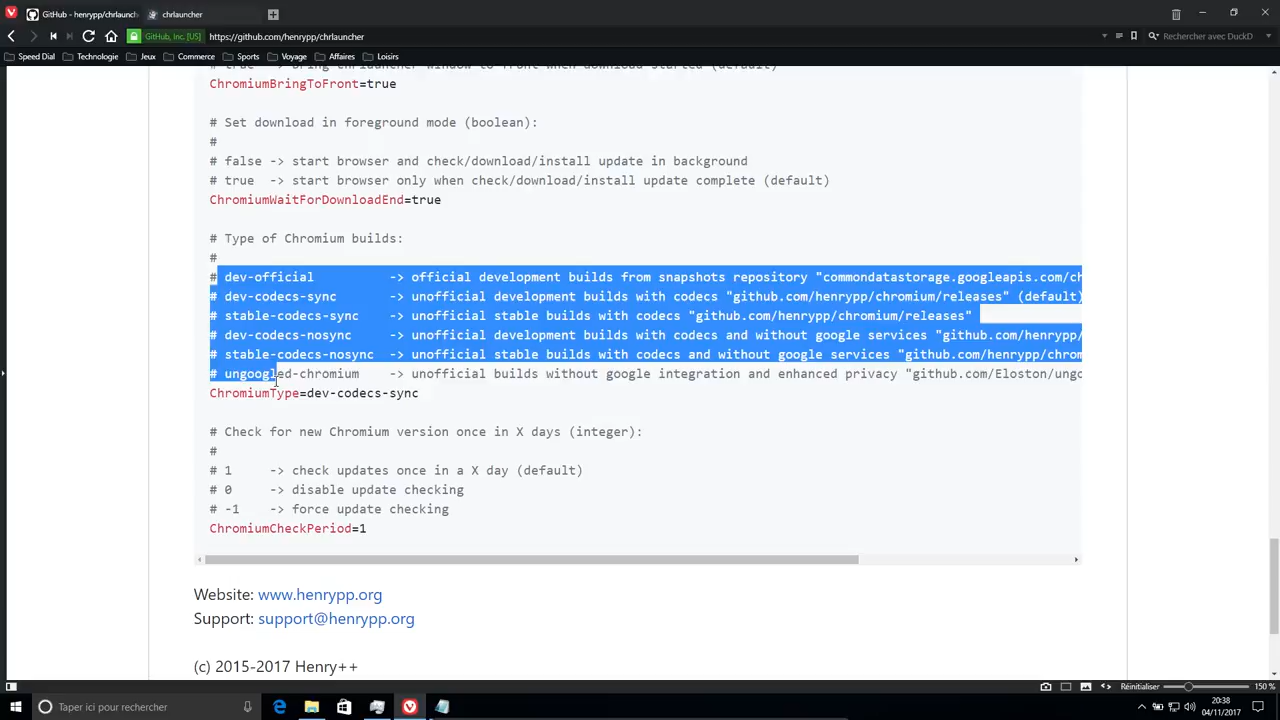 GitHub - henrypp/chrlaunch
chrlauncher
GitHub, Inc. [US]
https://github.com/henrypp/chrlauncher
Rechercher avec DuckD
Speed Dial
Technologie
Jeux
Commerce
Sports
Voyage
Affaires
Loisirs
# true -> bring chrlauncher window to front when download started (default)
ChromiumBringToFront=true
# Set download in foreground mode (boolean):
#
# false -> start browser and check/download/install update in background
# true -> start browser only when check/download/install update complete (default)
ChromiumWaitForDownloadEnd=true
# Type of Chromium builds:
#
# dev-official -> official development builds from snapshots repository "commondatastorage.googleapis.com/ch
# dev-codecs-sync -> unofficial development builds with codecs "github.com/henrypp/chromium/releases" (default)
# stable-codecs-sync -> unofficial stable builds with codecs "github.com/henrypp/chromium/releases"
# dev-codecs-nosync -> unofficial development builds with codecs and without google services "github.com/henrypp/
# stable-codecs-nosync -> unofficial stable builds with codecs and without google services "github.com/henrypp/chrom
# ungoogled-chromium -> unofficial builds without google integration and enhanced privacy "github.com/Eloston/ungo
ChromiumType=dev-codecs-sync
# Check for new Chromium version once in X days (integer):
#
# 1 -> check updates once in a X day (default)
# 0 -> disable update checking
# -1 -> force update checking
ChromiumCheckPeriod=1
Website: www.henrypp.org
Support: support@henrypp.org
(c) 2015-2017 Henry++
Réinitialiser
150 %
Taper ici pour rechercher
20:38
04/11/2017